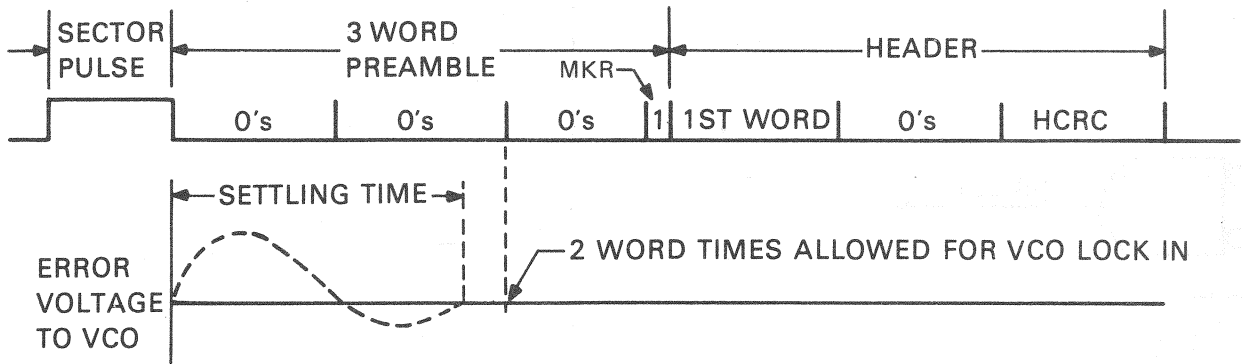 SECTOR
PULSE
3 WORD
PREAMBLE
MKR
HEADER
0's
0's
0's
1
1ST WORD
0's
HCRC
SETTLING TIME
2 WORD TIMES ALLOWED FOR VCO LOCK IN
ERROR
VOLTAGE
TO VCO